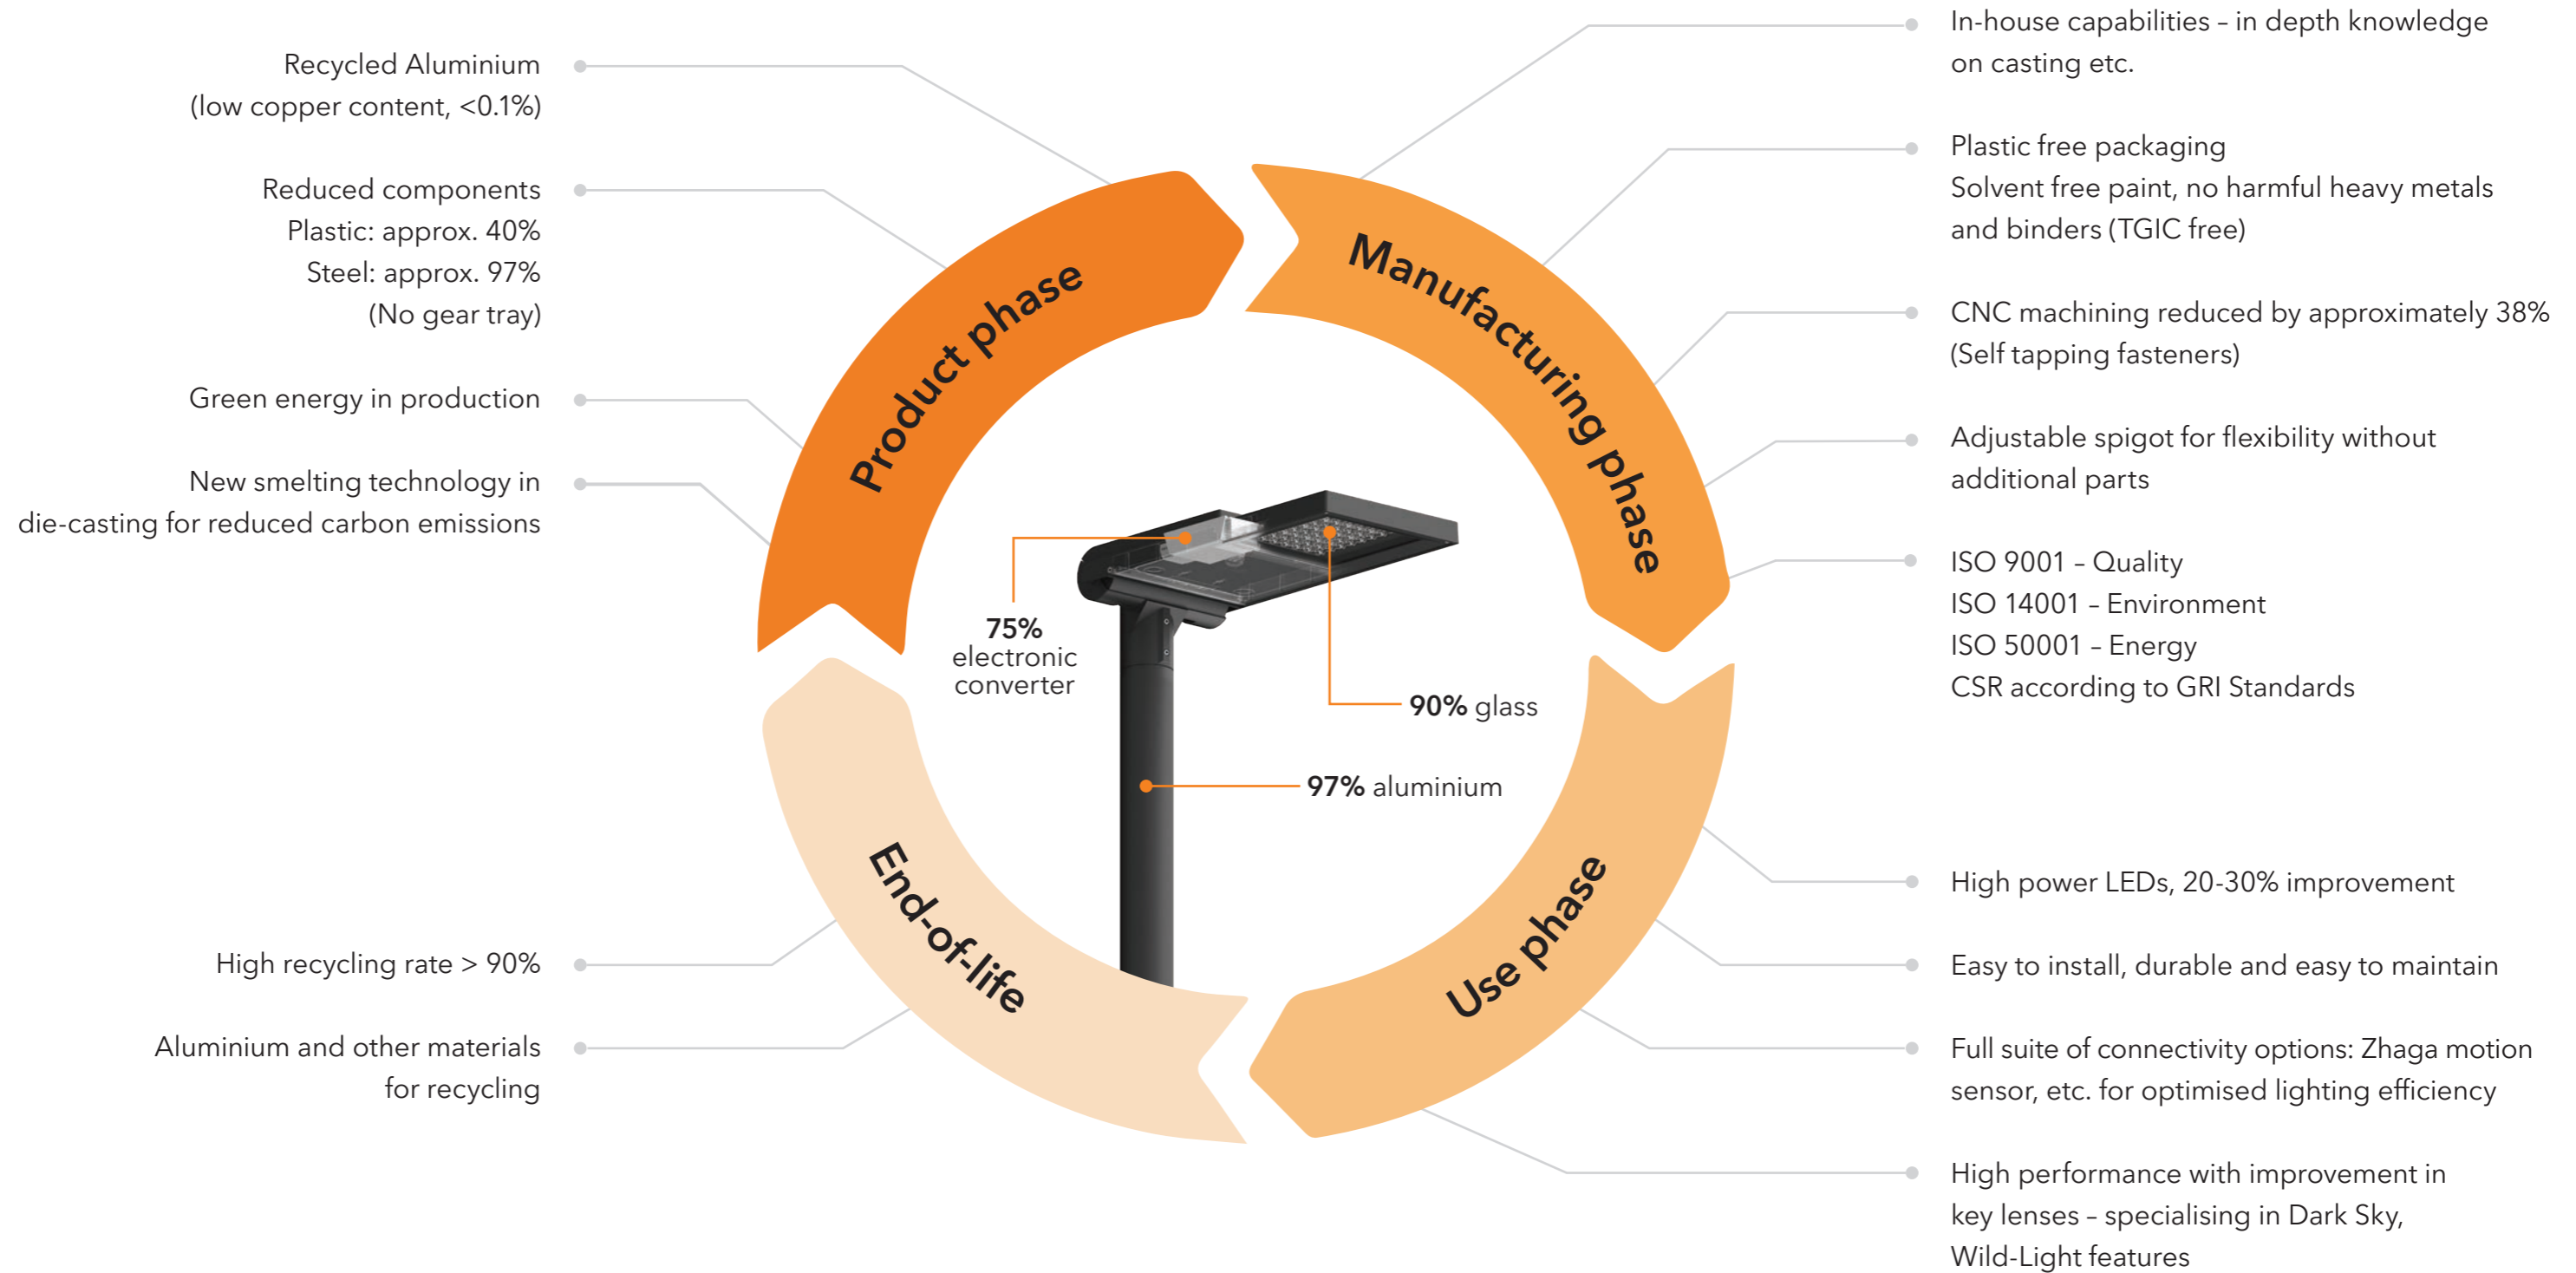 Recycled Aluminium
(low copper content, <0.1%)
Reduced components
Plastic: approx. 40%
Steel: approx. 97%
(No gear tray)
Green energy in production
New smelting technology in
die-casting for reduced carbon emissions
Product phase
Manufacturing phase
In-house capabilities – in depth knowledge
on casting etc.
Plastic free packaging
Solvent free paint, no harmful heavy metals
and binders (TGIC free)
CNC machining reduced by approximately 38%
(Self tapping fasteners)
Adjustable spigot for flexibility without
additional parts
ISO 9001 – Quality
ISO 14001 – Environment
ISO 50001 – Energy
CSR according to GRI Standards
75%
electronic
converter
90% glass
97% aluminium
Use phase
High power LEDs, 20-30% improvement
Easy to install, durable and easy to maintain
Full suite of connectivity options: Zhaga motion
sensor, etc. for optimised lighting efficiency
High performance with improvement in
key lenses – specialising in Dark Sky,
Wild-Light features
End-of-life
High recycling rate > 90%
Aluminium and other materials
for recycling